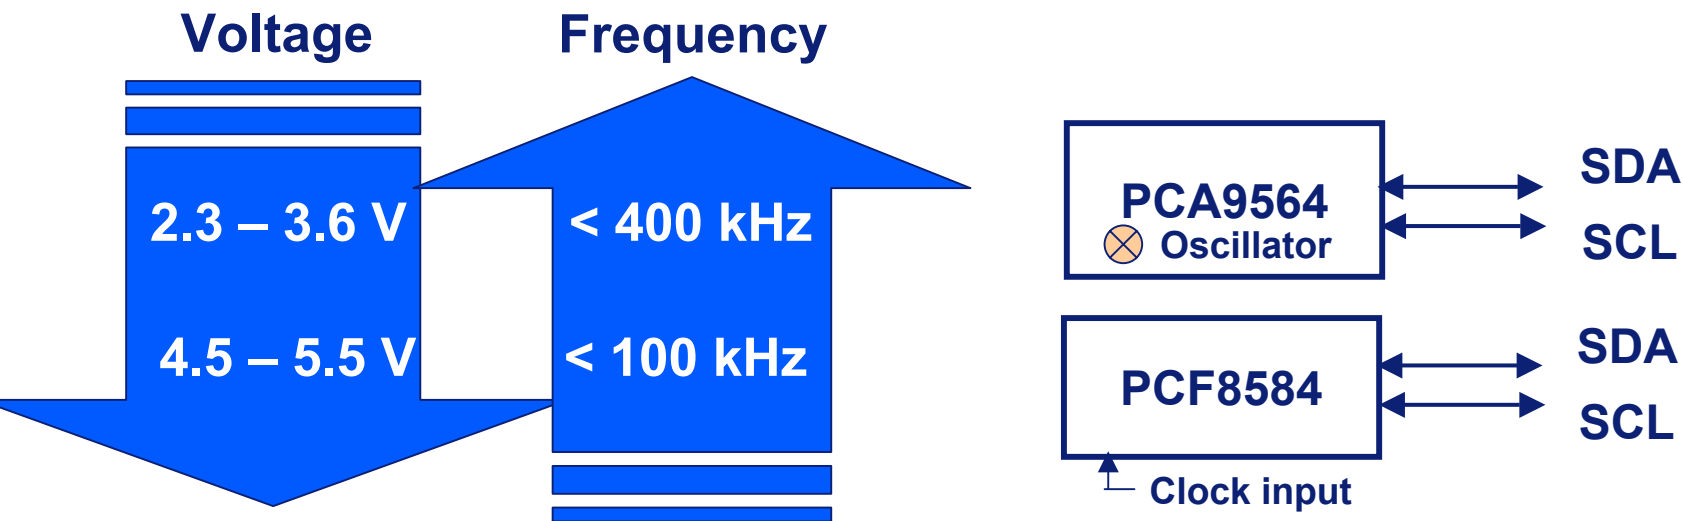 Voltage
Frequency
2.3 – 3.6 V
< 400 kHz
4.5 – 5.5 V
< 100 kHz
PCA9564
Oscillator
SDA
SCL
PCF8584
SDA
SCL
Clock input